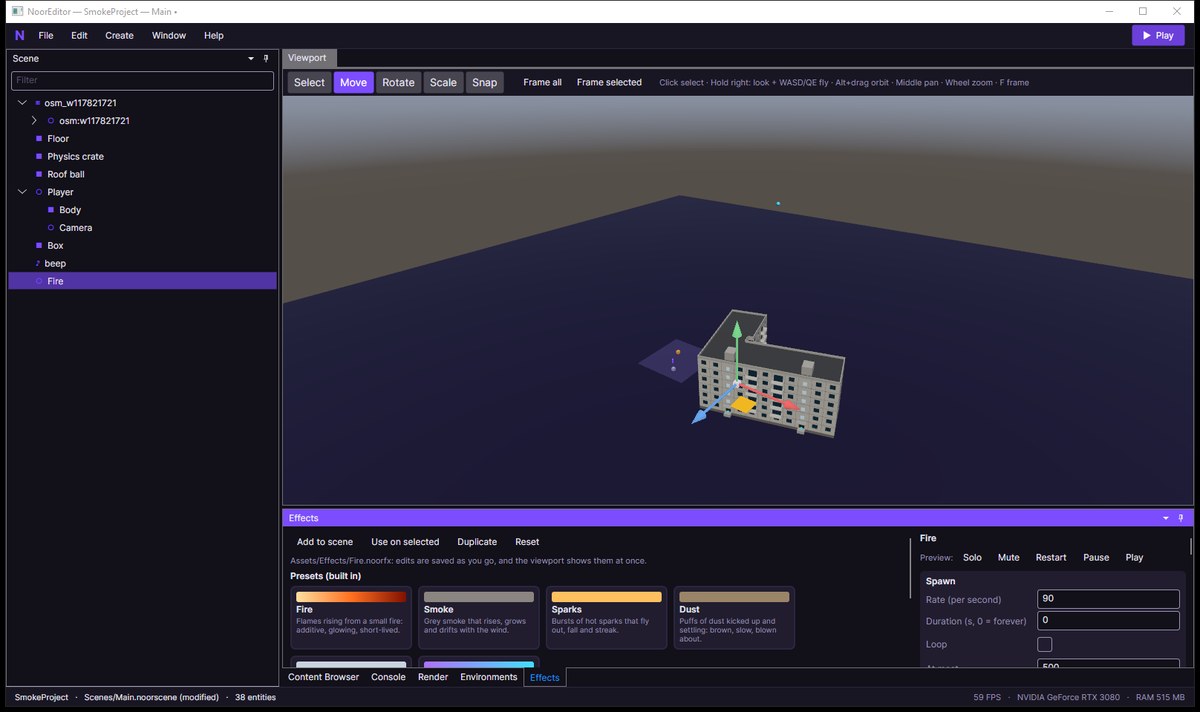 NoorEditor — SmokeProject — Main •
N File Edit Create Window Help
Play
Scene
Filter
osm_w117821721
osm:w117821721
Floor
Physics crate
Roof ball
Player
Body
Camera
Box
beep
Fire
Viewport
Select Move Rotate Scale Snap Frame all Frame selected Click select · Hold right: look + WASD/QE fly · Alt+drag orbit · Middle pan · Wheel zoom · F frame
Effects
Add to scene Use on selected Duplicate Reset
Assets/Effects/Fire.noorfx: edits are saved as you go, and the viewport shows them at once.
Presets (built in)
Fire
Flames rising from a small fire:
additive, glowing, short-lived.
Smoke
Grey smoke that rises, grows
and drifts with the wind.
Sparks
Bursts of hot sparks that fly
out, fall and streak.
Dust
Puffs of dust kicked up and
settling: brown, slow, blown
about.
Fire
Preview: Solo Mute Restart Pause Play
Spawn
Rate (per second) 90
Duration (s, 0 = forever) 0
Loop
At most 500
Content Browser Console Render Environments Effects
SmokeProject · Scenes/Main.noorscene (modified) · 38 entities
59 FPS · NVIDIA GeForce RTX 3080 · RAM 515 MB